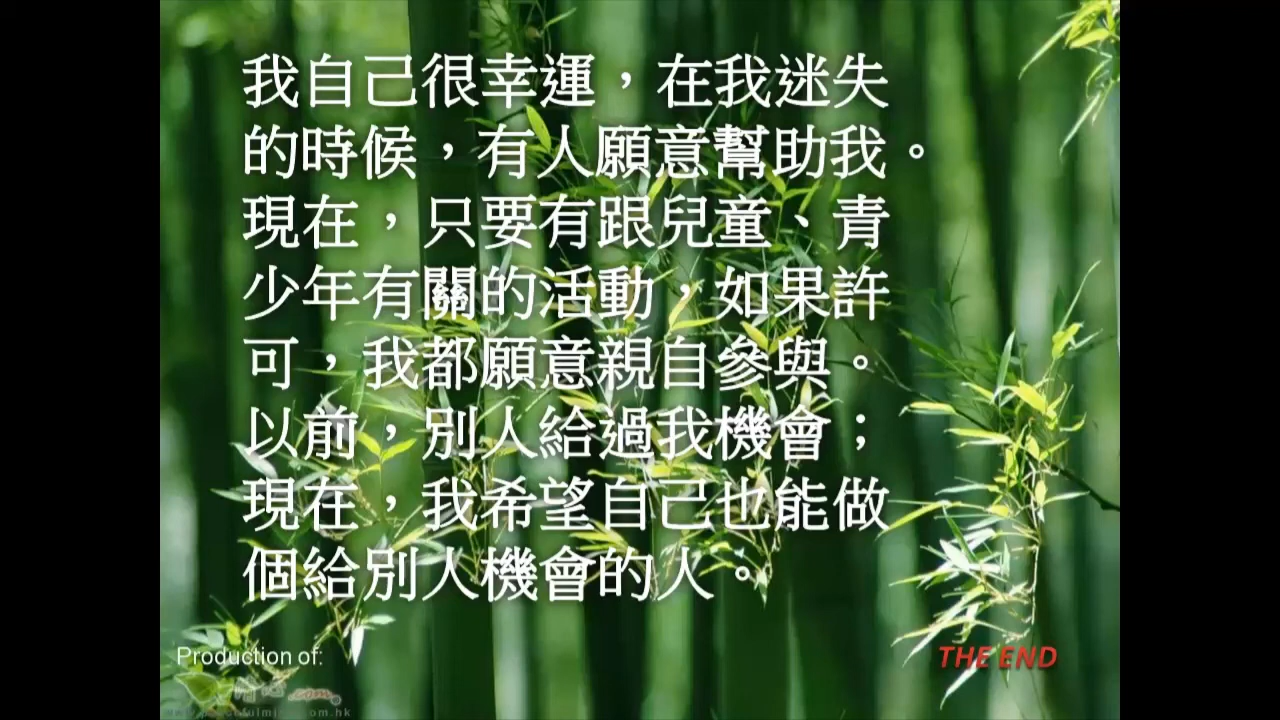 我自己很幸運，在我迷失
的時候，有人願意幫助我。
現在，只要有跟兒童、青
少年有關的活動，如果許
可，我都願意親自參與。
以前，別人給過我機會；
現在，我希望自己也能做
個給別人機會的人。
Production of:
THE END